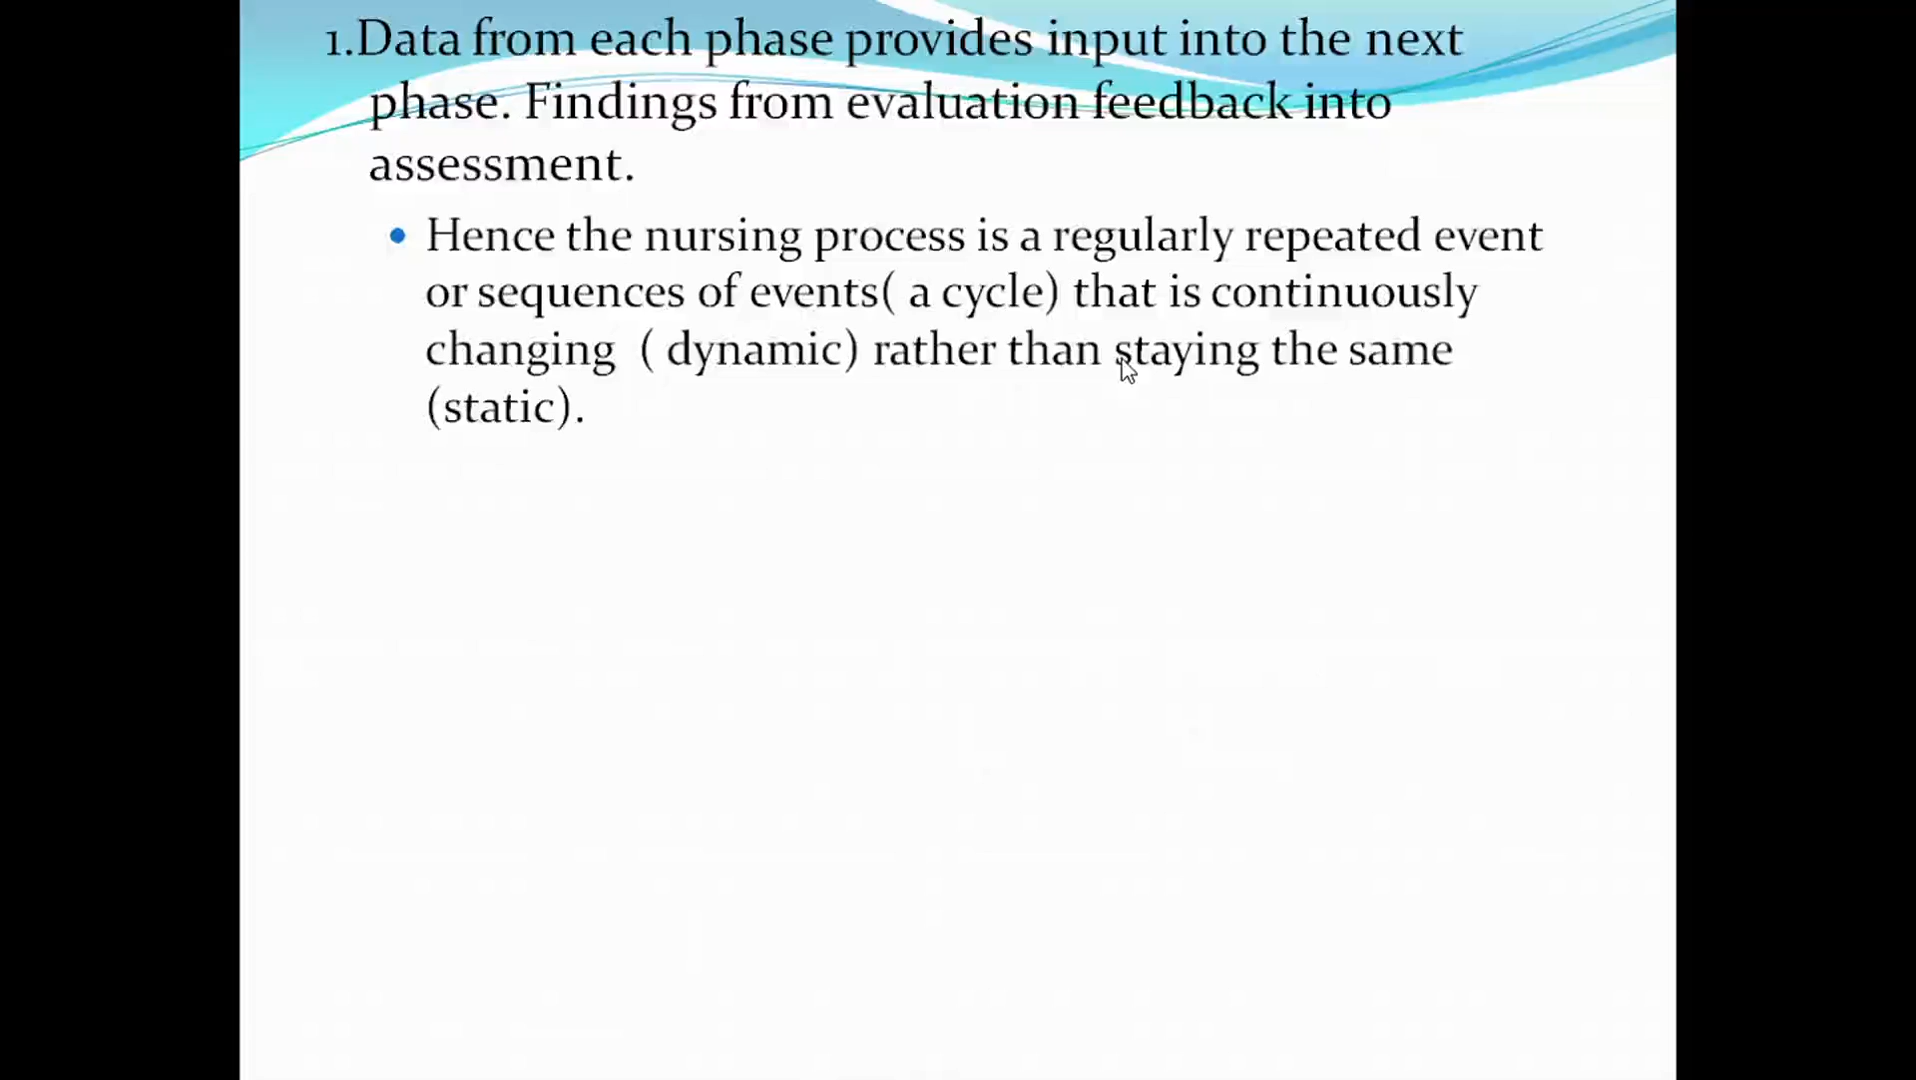 1.Data from each phase provides input into the next
phase. Findings from evaluation feedback into
assessment.
• Hence the nursing process is a regularly repeated event
or sequences of events( a cycle) that is continuously
changing  ( dynamic) rather than staying the same
(static).